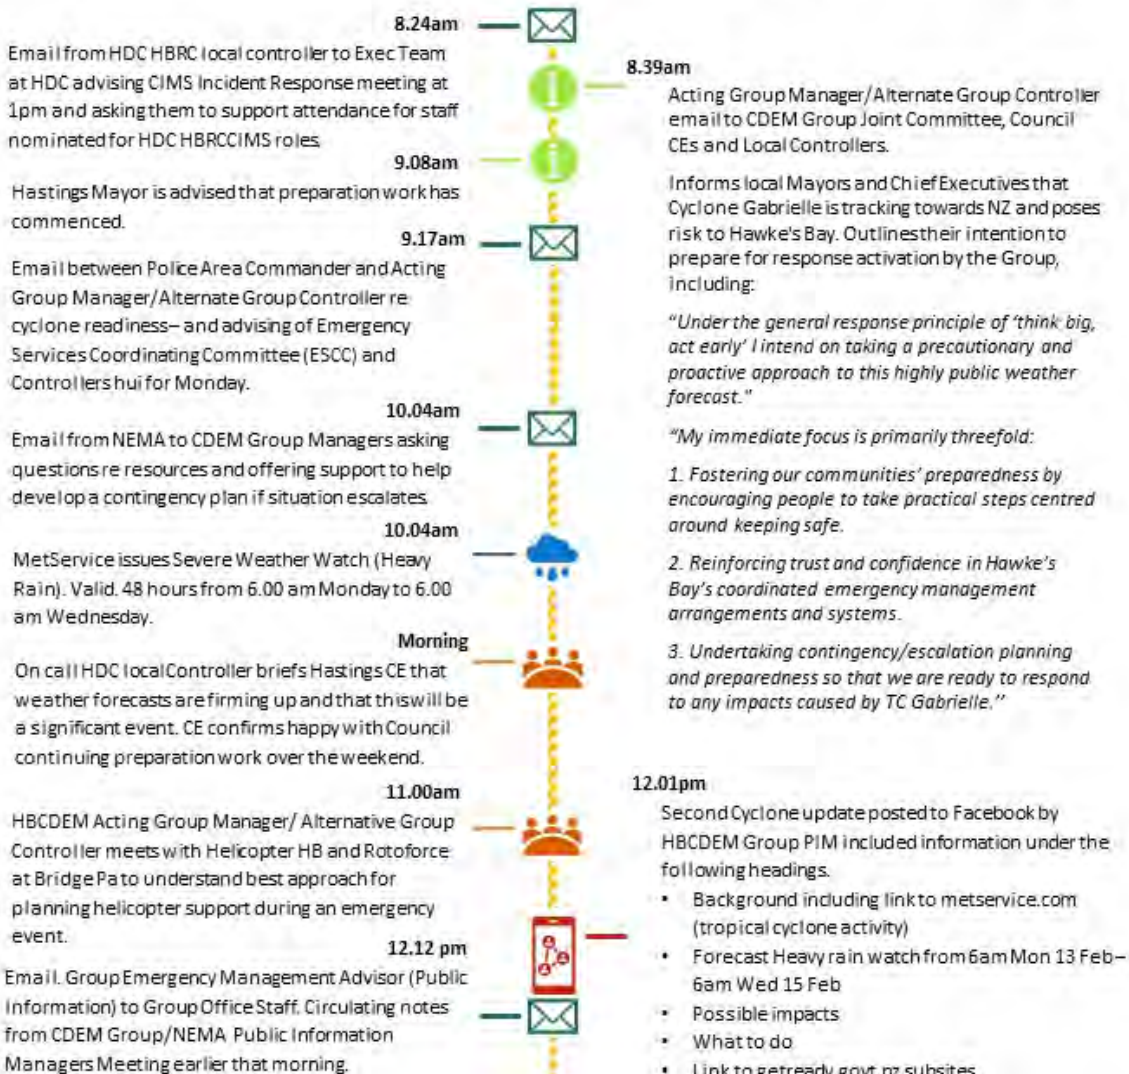 8.24am
Email from HDC HBRC local controller to Exec Team
at HDC advising CIMS Incident Response meeting at
1pm and asking them to support attendance for staff
nominated for HDC HBRCCIMS roles.
8.39am
Acting Group Manager/Alternate Group Controller
email to CDEM Group Joint Committee, Council
CEs and Local Controllers.
Informs local Mayors and Chief Executives that
Cyclone Gabrielle is tracking towards NZ and poses
risk to Hawke's Bay. Outlines their intention to
prepare for response activation by the Group,
including:
“Under the general response principle of ‘think big,
act early’ I intend on taking a precautionary and
proactive approach to this highly public weather
forecast.”
“My immediate focus is primarily threefold:
1. Fostering our communities’ preparedness by
encouraging people to take practical steps centred
around keeping safe.
2. Reinforcing trust and confidence in Hawke’s
Bay’s coordinated emergency management
arrangements and systems.
3. Undertaking contingency/escalation planning
and preparedness so that we are ready to respond
to any impacts caused by TC Gabrielle.’’
9.08am
Hastings Mayor is advised that preparation work has
commenced.
9.17am
Email between Police Area Commander and Acting
Group Manager/Alternate Group Controller re
cyclone readiness– and advising of Emergency
Services Coordinating Committee (ESCC) and
Controllers hui for Monday.
10.04am
Email from NEMA to CDEM Group Managers asking
questions re resources and offering support to help
develop a contingency plan if situation escalates.
10.04am
MetService issues Severe Weather Watch (Heavy
Rain). Valid. 48 hours from 6.00 am Monday to 6.00
am Wednesday.
Morning
On call HDC local Controller briefs Hastings CE that
weather forecasts are firming up and that this will be
a significant event. CE confirms happy with Council
continuing preparation work over the weekend.
11.00am
HBCDEM Acting Group Manager/ Alternative Group
Controller meets with Helicopter HB and Rotoforce
at Bridge Pa to understand best approach for
planning helicopter support during an emergency
event.
12.01pm
Second Cyclone update posted to Facebook by
HBCDEM Group PIM included information under the
following headings.
• Background including link to metservice.com
(tropical cyclone activity)
• Forecast Heavy rain watch from 6am Mon 13 Feb–
6am Wed 15 Feb
• Possible impacts
• What to do
• Link to getready.govt.nz subsites
12.12 pm
Email. Group Emergency Management Advisor (Public
Information) to Group Office Staff. Circulating notes
from CDEM Group/NEMA Public Information
Managers Meeting earlier that morning.